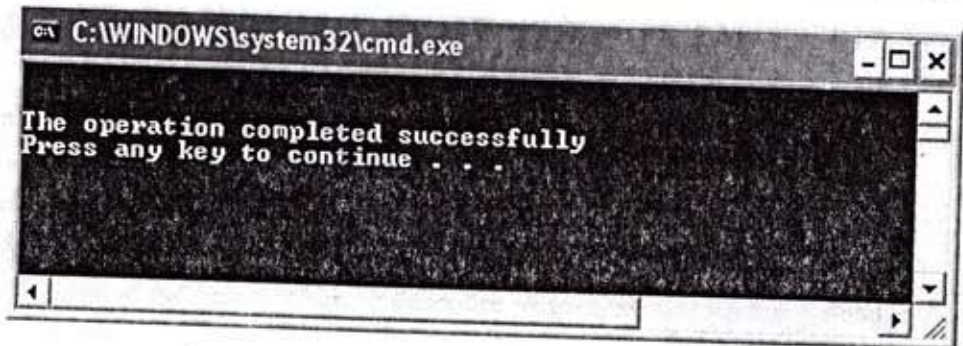 C:\WINDOWS\system32\cmd.exe
The operation completed successfully
Press any key to continue . . .